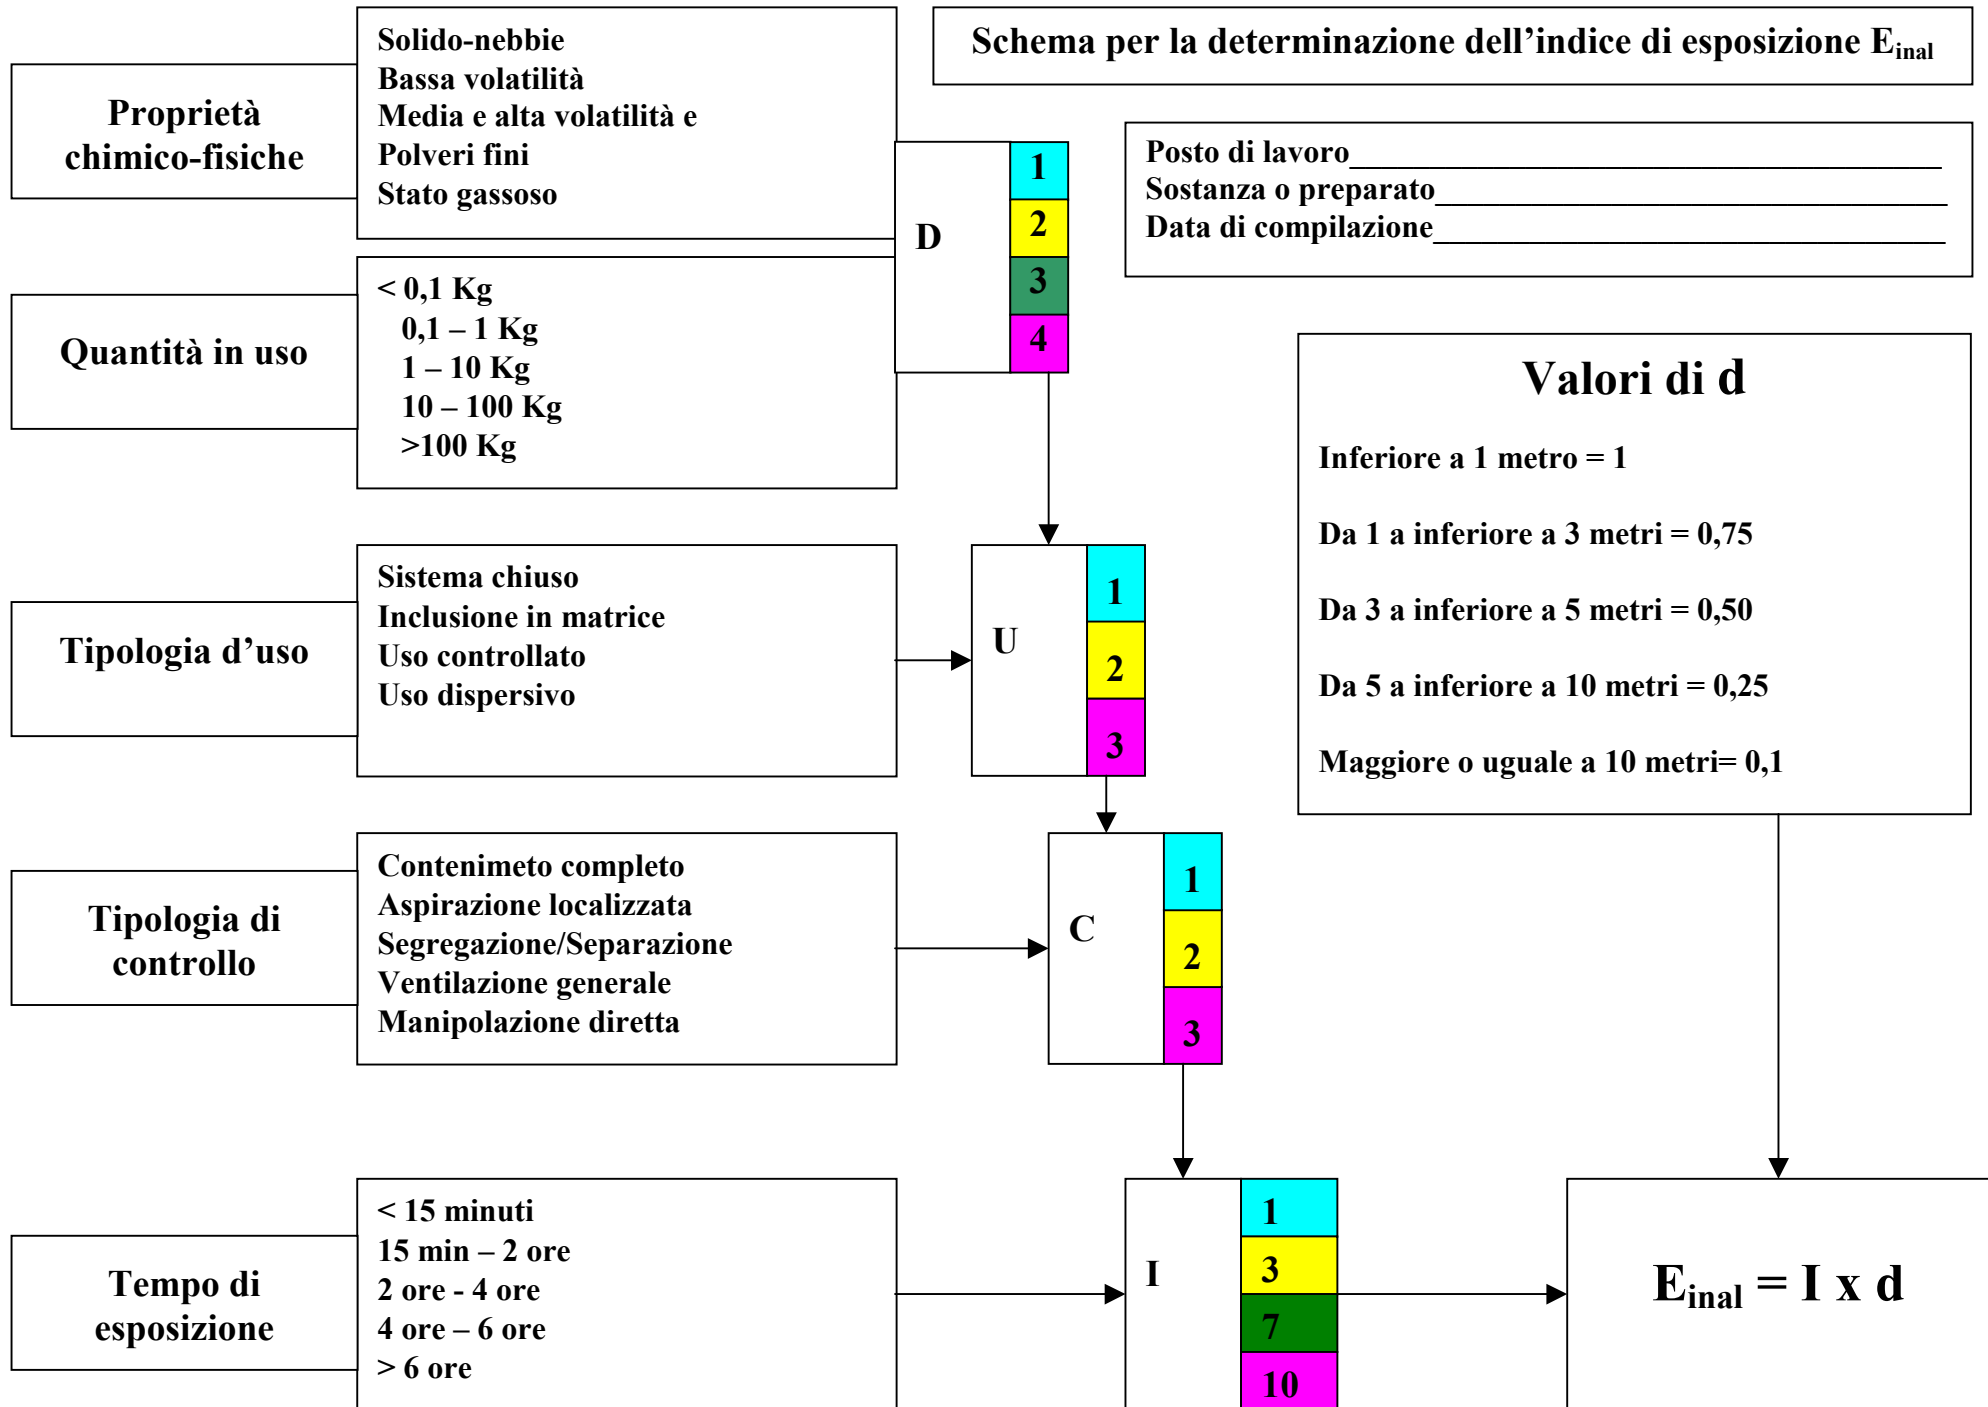 Schema per la determinazione dell’indice di esposizione Einal
Proprietà
chimico-fisiche
Solido-nebbie
Bassa volatilità
Media e alta volatilità e
Polveri fini
Stato gassoso
Posto di lavoro
Sostanza o preparato
Data di compilazione
D
1
2
3
4
Quantità in uso
< 0,1 Kg
0,1 – 1 Kg
1 – 10 Kg
10 – 100 Kg
>100 Kg
Valori di d
Inferiore a 1 metro = 1
Da 1 a inferiore a 3 metri = 0,75
Da 3 a inferiore a 5 metri = 0,50
Da 5 a inferiore a 10 metri = 0,25
Maggiore o uguale a 10 metri= 0,1
Tipologia d’uso
Sistema chiuso
Inclusione in matrice
Uso controllato
Uso dispersivo
U
1
2
3
Tipologia di
controllo
Contenimeto completo
Aspirazione localizzata
Segregazione/Separazione
Ventilazione generale
Manipolazione diretta
C
1
2
3
Tempo di
esposizione
< 15 minuti
15 min – 2 ore
2 ore - 4 ore
4 ore – 6 ore
> 6 ore
I
1
3
7
10
Einal = I x d